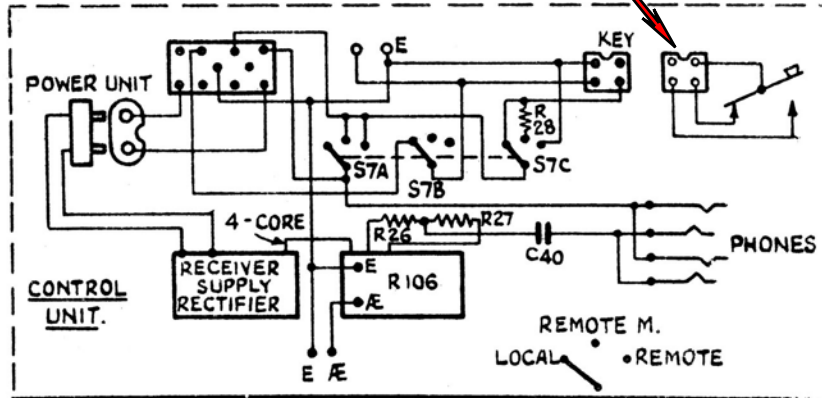 E
KEY
POWER UNIT
R
28
S7A
S7B
S7C
4-CORE
R26
R27
C40
PHONES
RECEIVER
SUPPLY
RECTIFIER
E
R106
Æ
CONTROL
UNIT.
REMOTE M.
LOCAL
REMOTE
E Æ